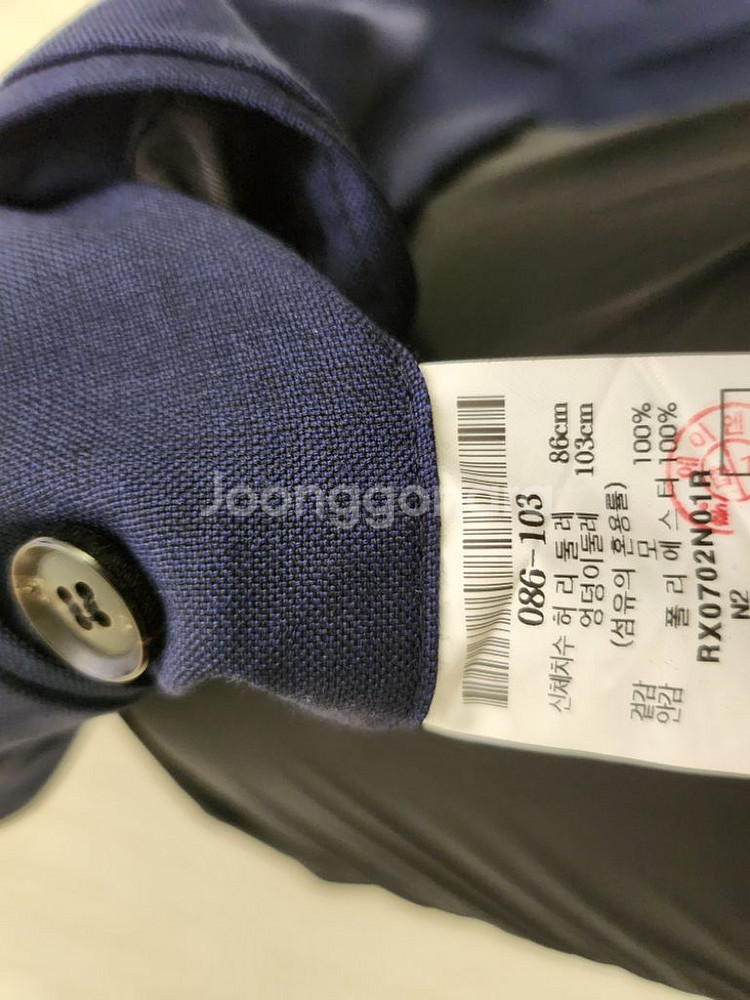 086-103
신체치수 허리둘레 86cm
엉덩이둘레 103cm
(섬유의 혼용률)
겉감 모 100%
안감 폴리에스터 100%
RX0702N01R
N2
Joonggonara